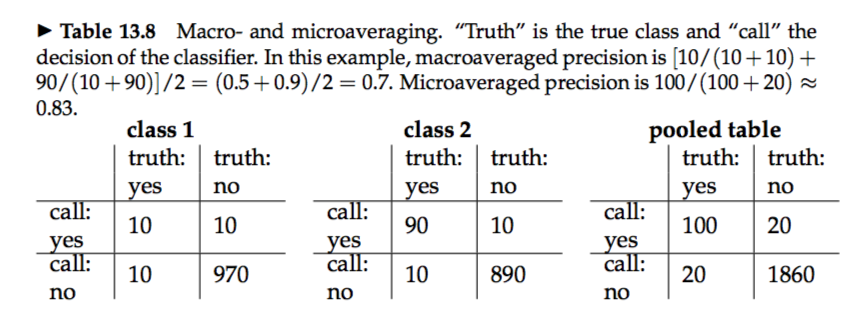 ► Table 13.8 Macro- and microaveraging. “Truth” is the true class and “call” the
decision of the classifier. In this example, macroaveraged precision is [10/(10 + 10) +
90/(10 + 90)]/2 = (0.5 + 0.9)/2 = 0.7. Microaveraged precision is 100/(100 + 20) ≈
0.83.
class 1 class 2 pooled table
truth: truth: truth: truth: truth: truth:
yes no yes no yes no
call: call: call:
10 10 90 10 100 20
yes yes yes
call: call: call:
10 970 10 890 20 1860
no no no